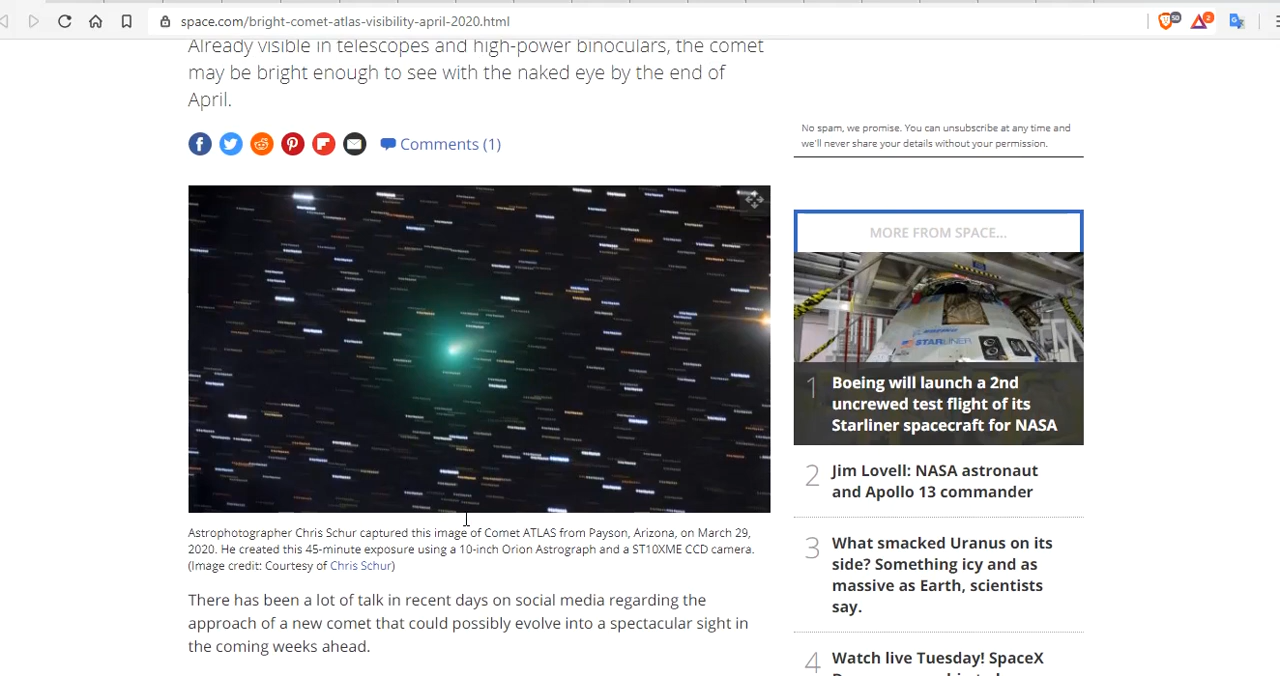 space.com/bright-comet-atlas-visibility-april-2020.html
50
2
Already visible in telescopes and high-power binoculars, the comet
may be bright enough to see with the naked eye by the end of
April.
Comments (1)
Astrophotographer Chris Schur captured this image of Comet ATLAS from Payson, Arizona, on March 29,
2020. He created this 45-minute exposure using a 10-inch Orion Astrograph and a ST10XME CCD camera.
(Image credit: Courtesy of Chris Schur)
There has been a lot of talk in recent days on social media regarding the
approach of a new comet that could possibly evolve into a spectacular sight in
the coming weeks ahead.
No spam, we promise. You can unsubscribe at any time and
we'll never share your details without your permission.
MORE FROM SPACE...
BOEING
STARLINER
1 Boeing will launch a 2nd
uncrewed test flight of its
Starliner spacecraft for NASA
2 Jim Lovell: NASA astronaut
and Apollo 13 commander
3 What smacked Uranus on its
side? Something icy and as
massive as Earth, scientists
say.
4 Watch live Tuesday! SpaceX